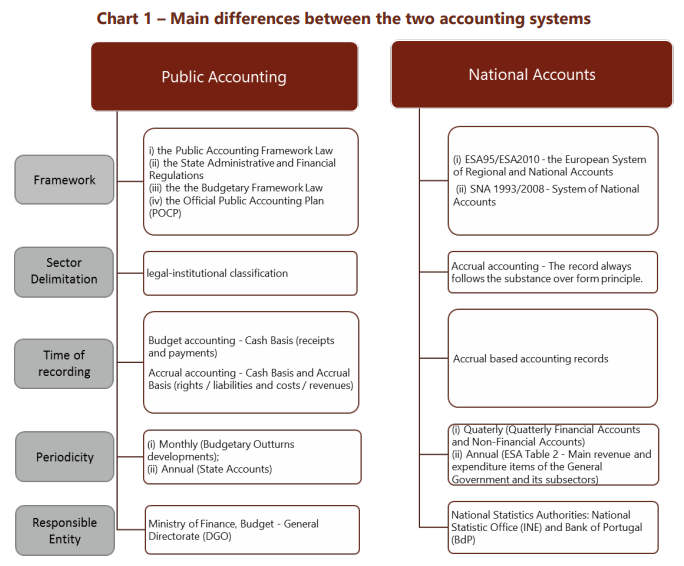 Chart 1 – Main differences between the two accounting systems
Public Accounting
National Accounts
Framework
i) the Public Accounting Framework Law
(ii) the State Administrative and Financial
Regulations
(iii) the the Budgetary Framework Law
(iv) the Official Public Accounting Plan
(POCP)
(i) ESA95/ESA2010 - the European System
of Regional and National Accounts
(ii) SNA 1993/2008 - System of National
Accounts
Sector
Delimitation
legal-institutional classification
Accrual accounting - The record always
follows the substance over form principle.
Time of
recording
Budget accounting - Cash Basis (receipts
and payments)
Accrual accounting - Cash Basis and Accrual
Basis (rights / liabilities and costs / revenues)
Accrual based accounting records
Periodicity
(i) Monthly (Budgetary Outturns
developments);
(ii) Annual (State Accounts)
(i) Quaterly (Quatterly Financial Accounts
and Non-Financial Accounts)
(ii) Annual (ESA Table 2 - Main revenue and
expenditure items of the General
Government and its subsectors)
Responsible
Entity
Ministry of Finance, Budget - General
Directorate (DGO)
National Statistics Authorities: National
Statistic Office (INE) and Bank of Portugal
(BdP)